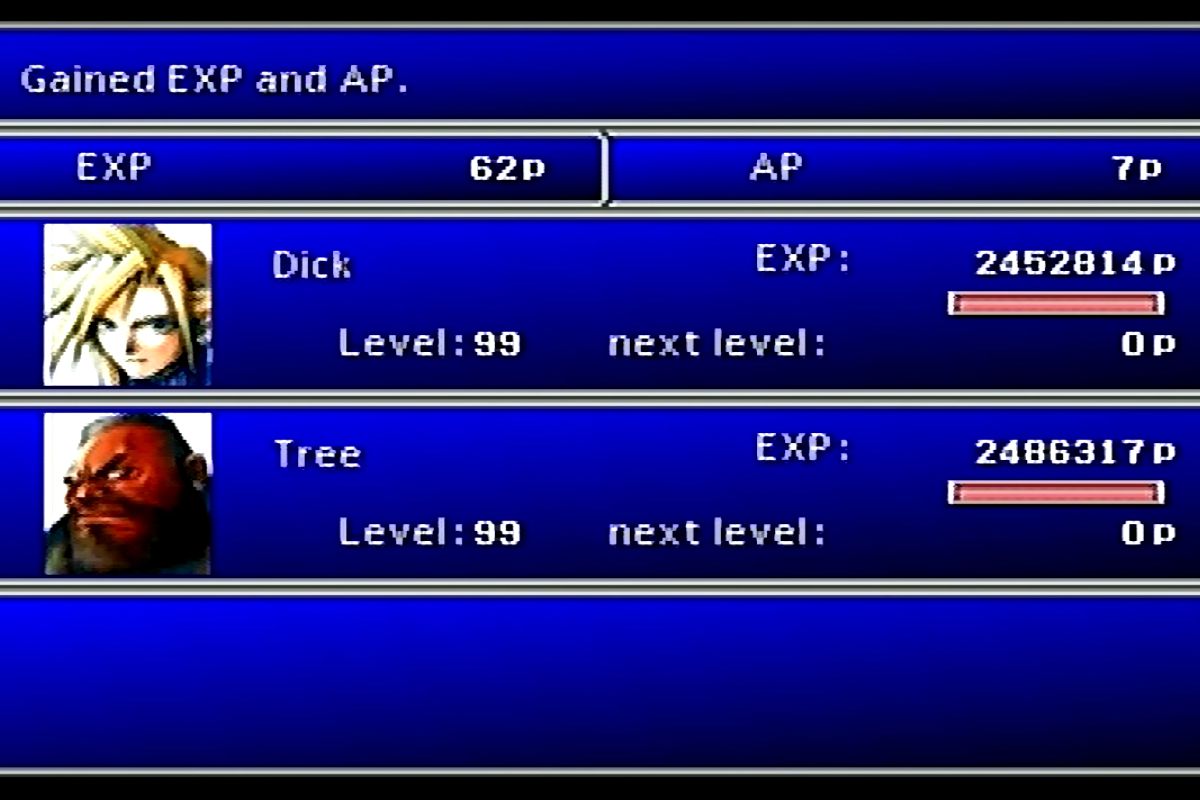 Gained EXP and AP.
EXP 62p AP 7p
Dick EXP: 2452814p
Level: 99 next level: 0p
Tree EXP: 2486317p
Level: 99 next level: 0p